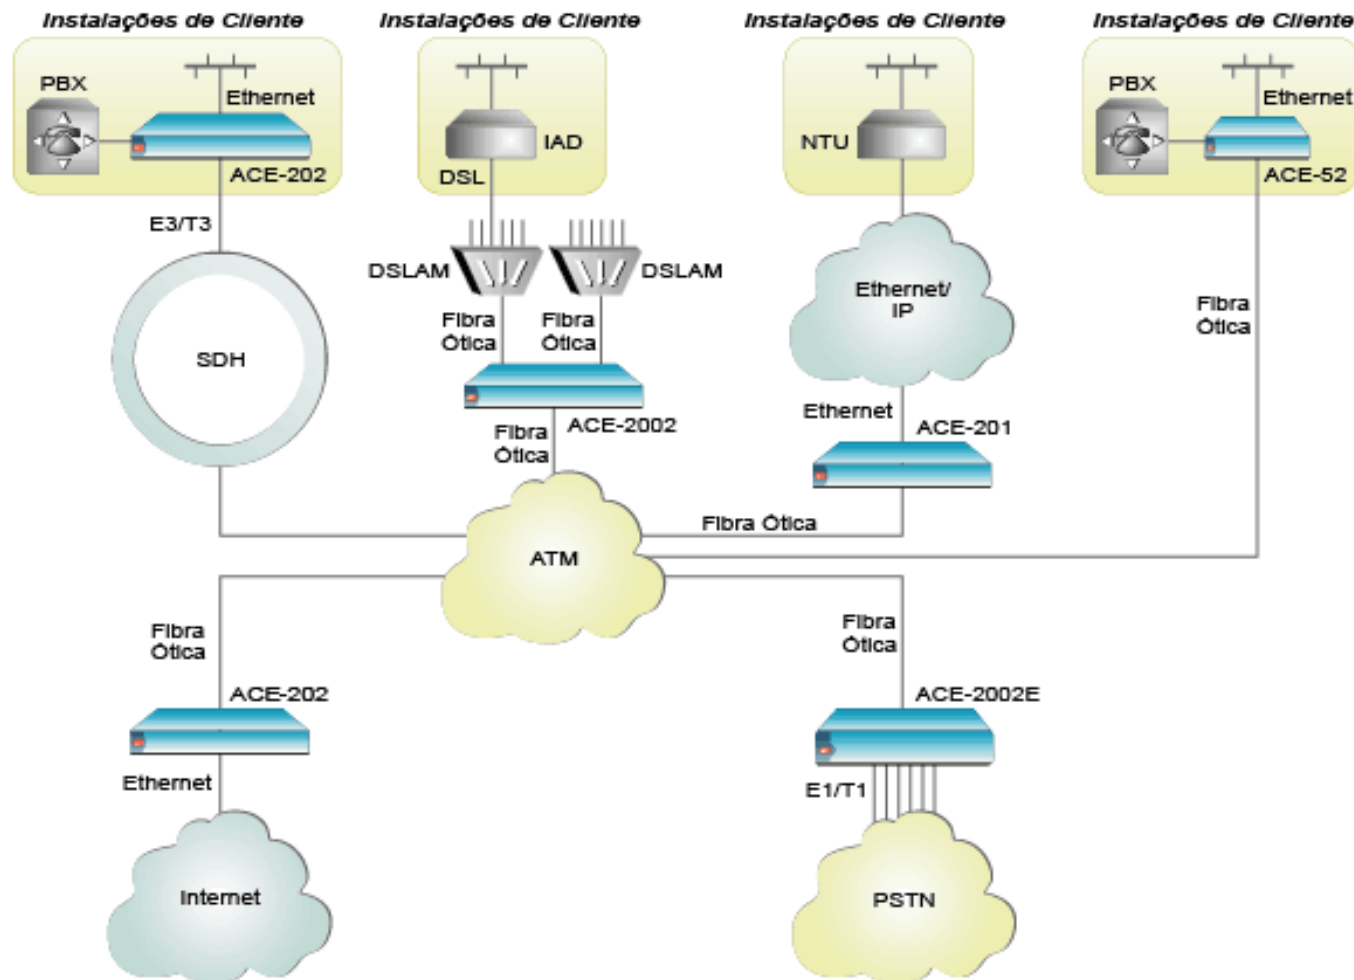 Instalações de Cliente
Instalações de Cliente
Instalações de Cliente
Instalações de Cliente
PBX
Ethernet
ACE-202
IAD
DSL
NTU
PBX
Ethernet
ACE-52
E3/T3
DSLAM
DSLAM
Fibra
Ótica
Fibra
Ótica
Ethernet/
IP
Fibra
Ótica
SDH
ACE-2002
Fibra
Ótica
Ethernet
ACE-201
Fibra Ótica
ATM
Fibra
Ótica
Fibra
Ótica
ACE-202
ACE-2002E
Ethernet
E1/T1
Internet
PSTN